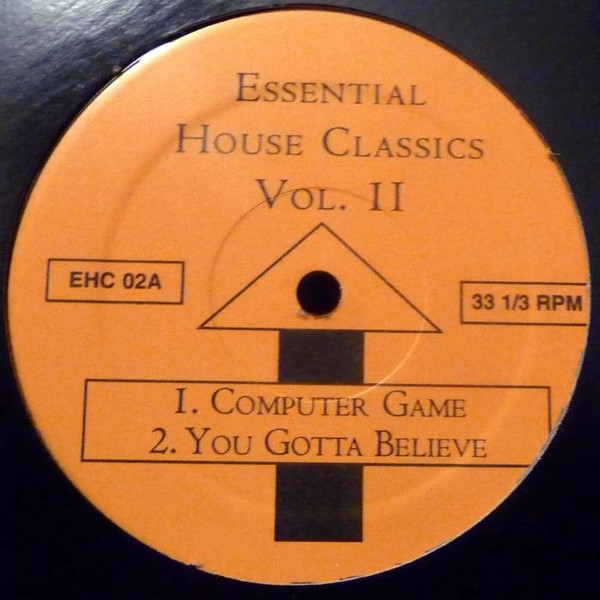 Essential
House Classics
Vol. II
EHC 02A
33 1/3 RPM
1. Computer Game
2. You Gotta Believe